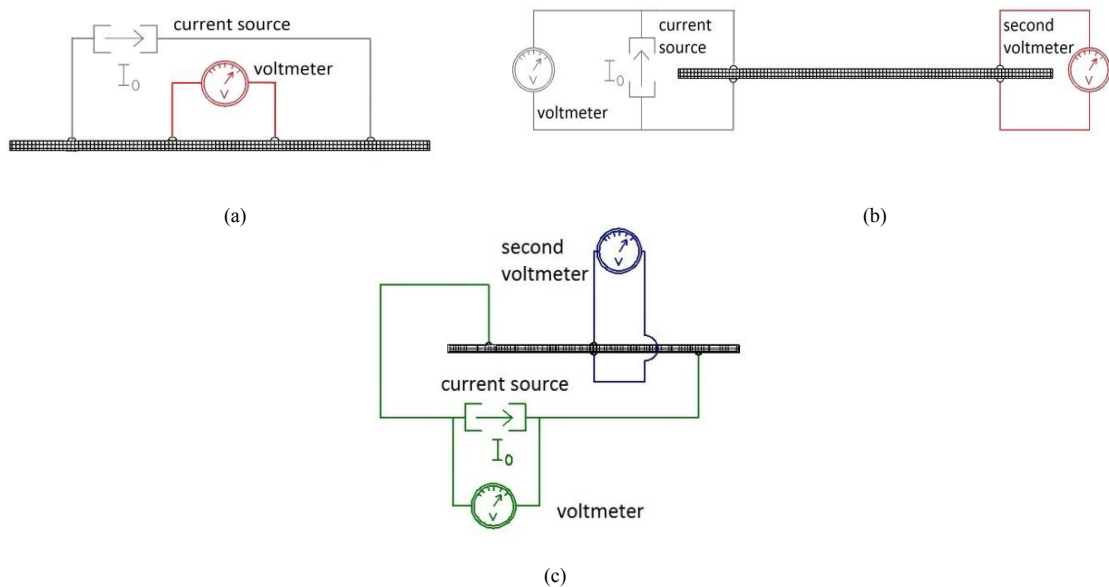 current source
I₀
voltmeter
V
(a)
current
source
I₀
voltmeter
V
second
voltmeter
V
(b)
second
voltmeter
V
current source
I₀
voltmeter
V
(c)